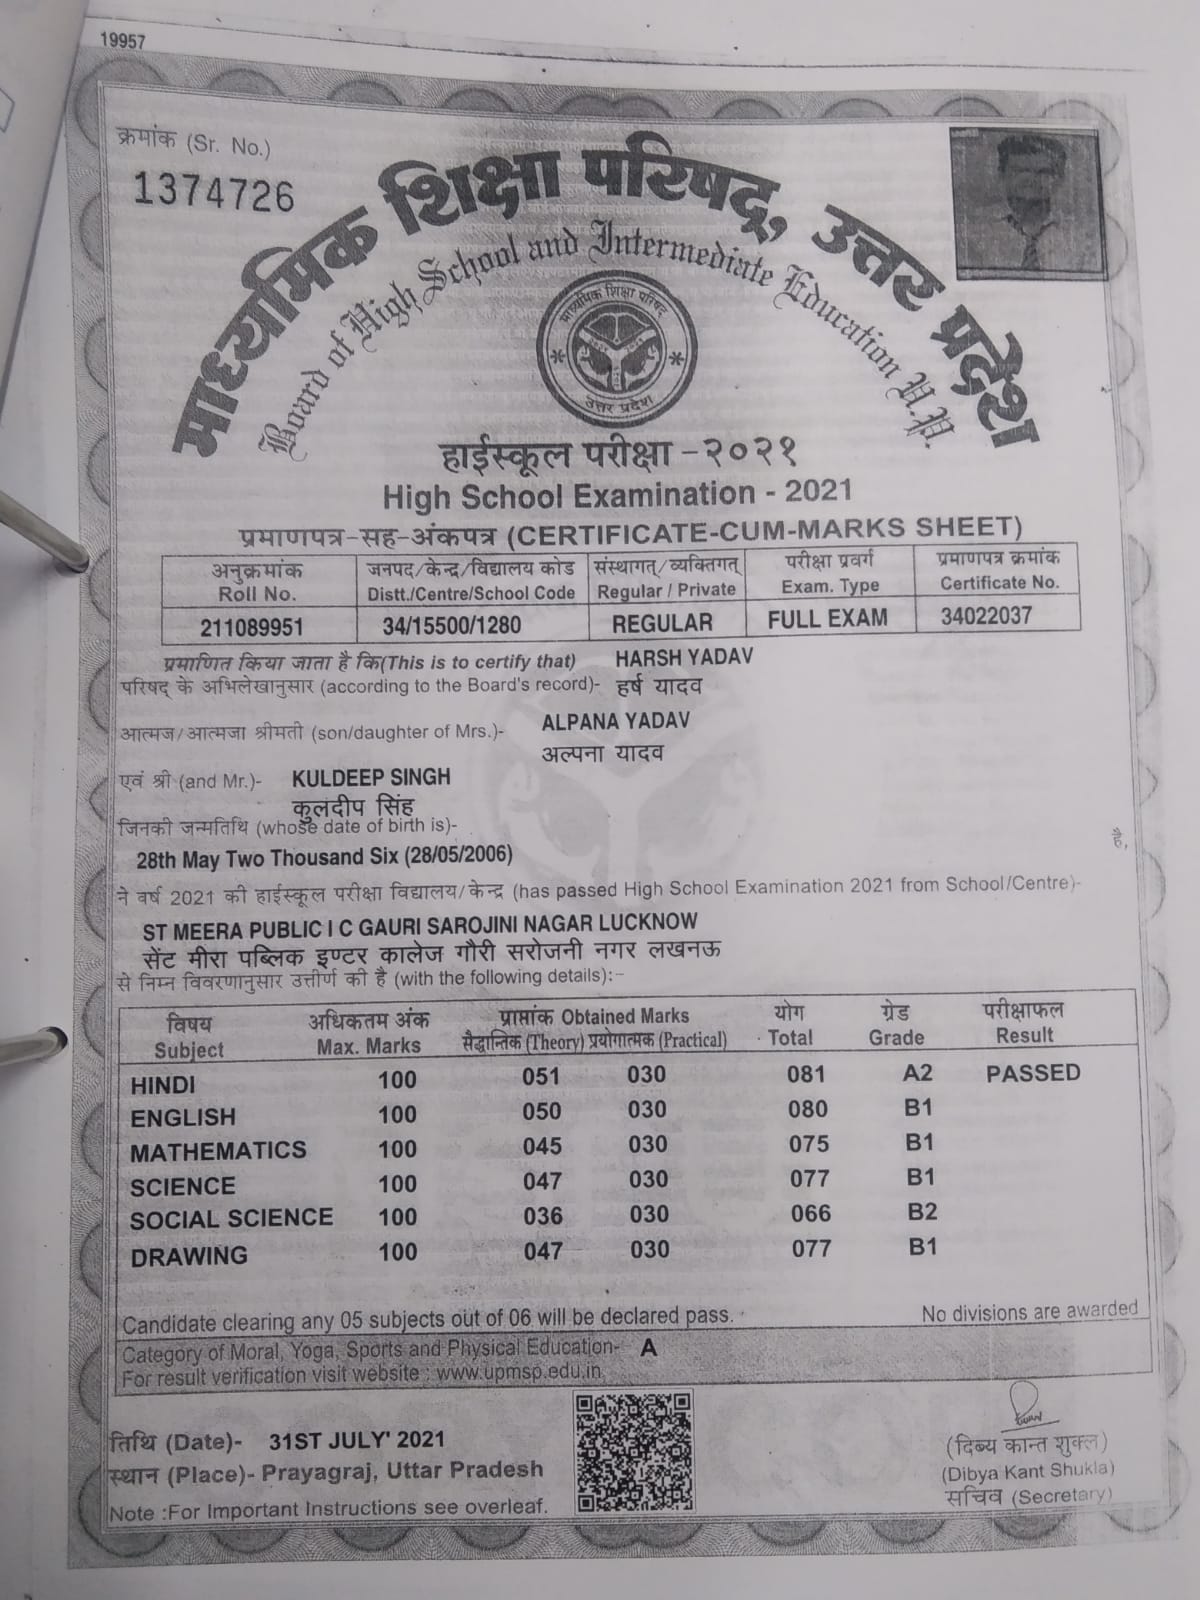 19957
क्रमांक (Sr. No.)
1374726
माध्यमिक शिक्षा परिषद्, उत्तर प्रदेश
Board of High School and Intermediate Education U.P.
माध्यमिक शिक्षा परिषद
उत्तर प्रदेश
हाईस्कूल परीक्षा - २०२१
High School Examination - 2021
प्रमाणपत्र-सह-अंकपत्र (CERTIFICATE-CUM-MARKS SHEET)
अनुक्रमांक जनपद/केन्द्र/विद्यालय कोड संस्थागत्/व्यक्तिगत् परीक्षा प्रवर्ग प्रमाणपत्र क्रमांक
Roll No. Distt./Centre/School Code Regular / Private Exam. Type Certificate No.
211089951 34/15500/1280 REGULAR FULL EXAM 34022037
प्रमाणित किया जाता है कि(This is to certify that) HARSH YADAV
परिषद् के अभिलेखानुसार (according to the Board's record)- हर्ष यादव
आत्मज/आत्मजा श्रीमती (son/daughter of Mrs.)- ALPANA YADAV
अल्पना यादव
एवं श्री (and Mr.)- KULDEEP SINGH
कुलदीप सिंह
जिनकी जन्मतिथि (whose date of birth is)-
28th May Two Thousand Six (28/05/2006) है,
ने वर्ष 2021 की हाईस्कूल परीक्षा विद्यालय/केन्द्र (has passed High School Examination 2021 from School/Centre)-
ST MEERA PUBLIC I C GAURI SAROJINI NAGAR LUCKNOW
सेंट मीरा पब्लिक इण्टर कालेज गौरी सरोजनी नगर लखनऊ
से निम्न विवरणानुसार उत्तीर्ण की है (with the following details):-
विषय अधिकतम अंक प्राप्तांक Obtained Marks योग ग्रेड परीक्षाफल
Subject Max. Marks सैद्धान्तिक (Theory) प्रयोगात्मक (Practical) Total Grade Result
HINDI 100 051 030 081 A2 PASSED
ENGLISH 100 050 030 080 B1
MATHEMATICS 100 045 030 075 B1
SCIENCE 100 047 030 077 B1
SOCIAL SCIENCE 100 036 030 066 B2
DRAWING 100 047 030 077 B1
Candidate clearing any 05 subjects out of 06 will be declared pass. No divisions are awarded
Category of Moral, Yoga, Sports and Physical Education- A
For result verification visit website : www.upmsp.edu.in.
तिथि (Date)- 31ST JULY' 2021
स्थान (Place)- Prayagraj, Uttar Pradesh
Note :For Important Instructions see overleaf.
(दिब्य कान्त शुक्ल)
(Dibya Kant Shukla)
सचिव (Secretary)